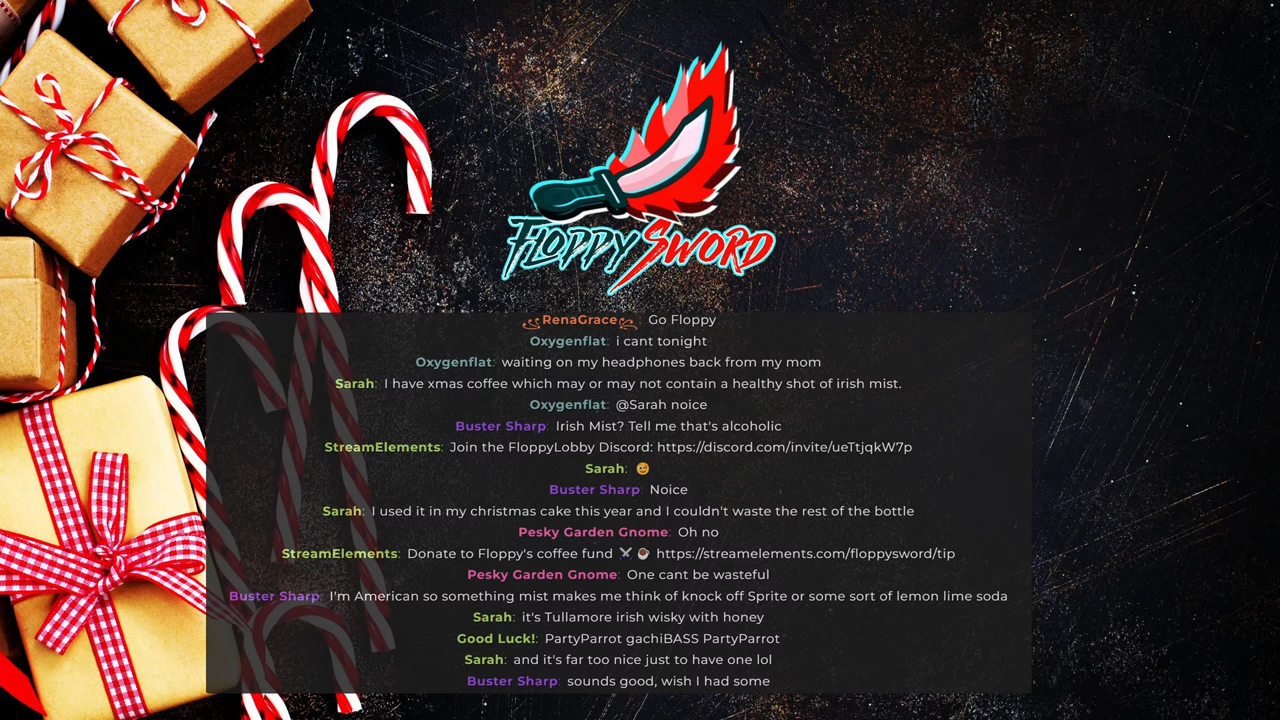 FLOPPY SWORD
RenaGrace: Go Floppy
Oxygenflat: i cant tonight
Oxygenflat: waiting on my headphones back from my mom
Sarah: I have xmas coffee which may or may not contain a healthy shot of irish mist.
Oxygenflat: @Sarah noice
Buster Sharp: Irish Mist? Tell me that's alcoholic
StreamElements: Join the FloppyLobby Discord: https://discord.com/invite/ueTtjqkW7p
Sarah: 😉
Buster Sharp: Noice
Sarah: I used it in my christmas cake this year and I couldn't waste the rest of the bottle
Pesky Garden Gnome: Oh no
StreamElements: Donate to Floppy's coffee fund ⚔ ☕ https://streamelements.com/floppysword/tip
Pesky Garden Gnome: One cant be wasteful
Buster Sharp: I'm American so something mist makes me think of knock off Sprite or some sort of lemon lime soda
Sarah: it's Tullamore irish wisky with honey
Good Luck!: PartyParrot gachiBASS PartyParrot
Sarah: and it's far too nice just to have one lol
Buster Sharp: sounds good, wish I had some